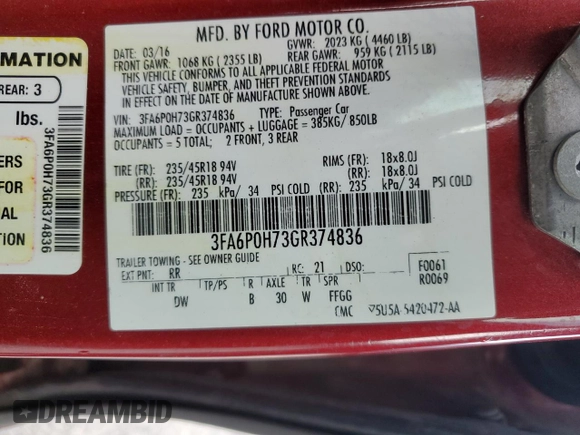 MFD. BY FORD MOTOR CO.
DATE: 03/16 GVWR: 2023 KG ( 4460 LB)
FRONT GAWR: 1068 KG ( 2355 LB) REAR GAWR: 959 KG ( 2115 LB)
THIS VEHICLE CONFORMS TO ALL APPLICABLE FEDERAL MOTOR
VEHICLE SAFETY, BUMPER, AND THEFT PREVENTION STANDARDS
IN EFFECT ON THE DATE OF MANUFACTURE SHOWN ABOVE.
VIN: 3FA6P0H73GR374836 TYPE: Passenger Car
MAXIMUM LOAD = OCCUPANTS + LUGGAGE = 385KG/850LB
OCCUPANTS = 5 TOTAL; 2 FRONT, 3 REAR
TIRE (FR): 235/45R18 94V RIMS (FR): 18x8.0J
(RR): 235/45R18 94V (RR): 18x8.0J
PRESSURE (FR): 235 kPa/ 34 PSI COLD (RR): 235 kPa/ 34 PSI COLD
3FA6P0H73GR374836
TRAILER TOWING - SEE OWNER GUIDE
EXT PNT: RR RC: 21 DSO: F0061
INT TR TP/PS R AXLE TR SPR R0069
DW B 30 W FFGG
CMC 5U5A-5420472-AA
RMATION
REAR: 3
lbs.
3FA6P0H73GR374836
ERS
FOR
AL
TION
DREAMBID